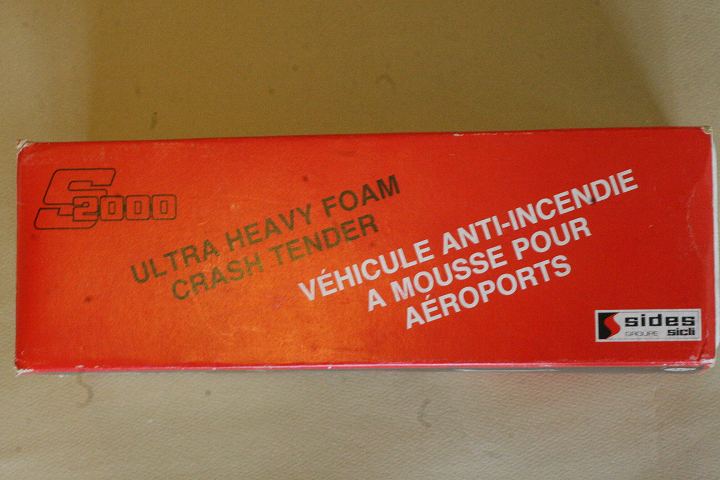 S2000
ULTRA HEAVY FOAM
CRASH TENDER
VÉHICULE ANTI-INCENDIE
A MOUSSE POUR
AÉROPORTS
sides
GROUPE sicli